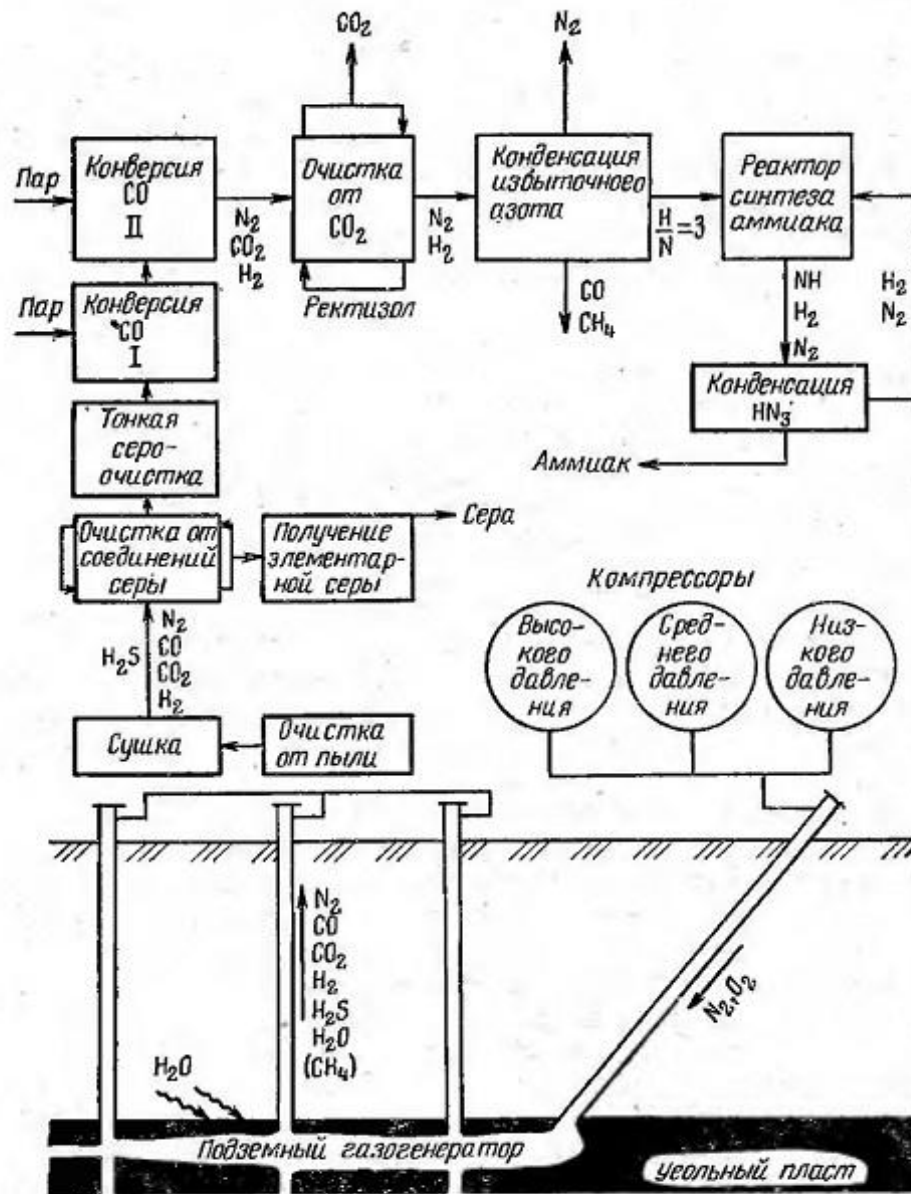 CO₂
N₂
Пар
Конверсия
CO
II
N₂
CO₂
H₂
Очистка
от
CO₂
Ректизол
N₂
H₂
Конденсация
избыточного
азота
H/N=3
CO
CH₄
Реактор
синтеза
аммиака
NH
H₂
N₂
H₂
N₂
Пар
Конверсия
CO
I
Конденсация
HN₃
Аммиак
Тонкая
серо-
очистка
Очистка от
соединений
серы
Получение
элементар-
ной серы
Сера
H₂S
N₂
CO
CO₂
H₂
Сушка
Очистка
от пыли
Компрессоры
Высо-
кого
давле-
ния
Сред-
него
давле-
ния
Низ-
кого
давле-
ния
N₂
CO
CO₂
H₂
H₂S
H₂O
(CH₄)
N₂,O₂
H₂O
Подземный газогенератор
Угольный пласт